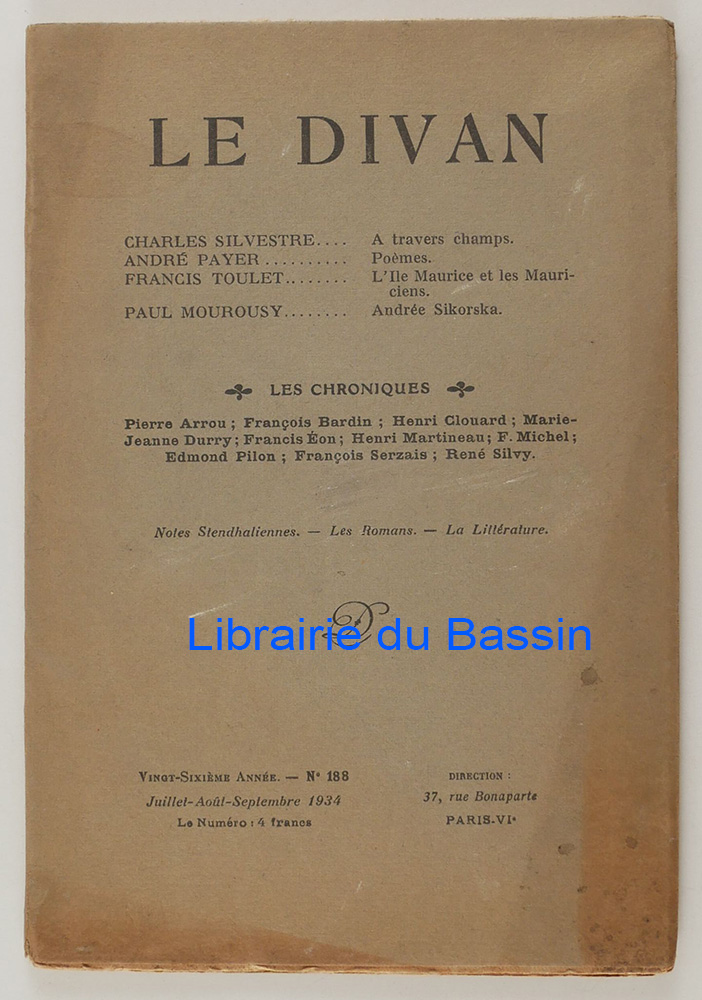 LE DIVAN
CHARLES SILVESTRE.... A travers champs.
ANDRÉ PAYER .......... Poèmes.
FRANCIS TOULET........ L'Ile Maurice et les Mauri-
ciens.
PAUL MOUROUSY........ Andrée Sikorska.
LES CHRONIQUES
Pierre Arrou ; François Bardin ; Henri Clouard ; Marie-
Jeanne Durry ; Francis Éon ; Henri Martineau ; F. Michel ;
Edmond Pilon ; François Serzais ; René Silvy.
Notes Stendhaliennes. — Les Romans. — La Littérature.
D
Librairie du Bassin
VINGT-SIXIÈME ANNÉE. — N° 188
Juillet-Août-Septembre 1934
Le Numéro : 4 francs
DIRECTION :
37, rue Bonaparte
PARIS-VIe